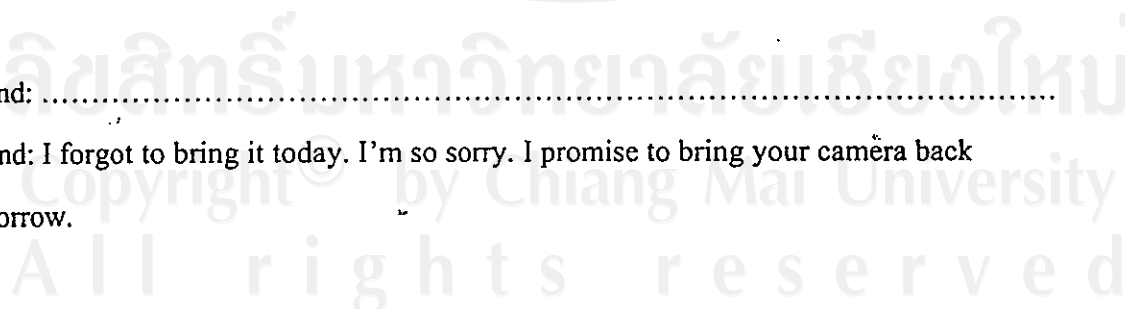 ลิขสิทธิ์มหาวิทยาลัยเชียงใหม่
nd: ........................................................................................................
nd: I forgot to bring it today. I'm so sorry. I promise to bring your camera back
Copyright© by Chiang Mai University
orrow.
All rights reserved